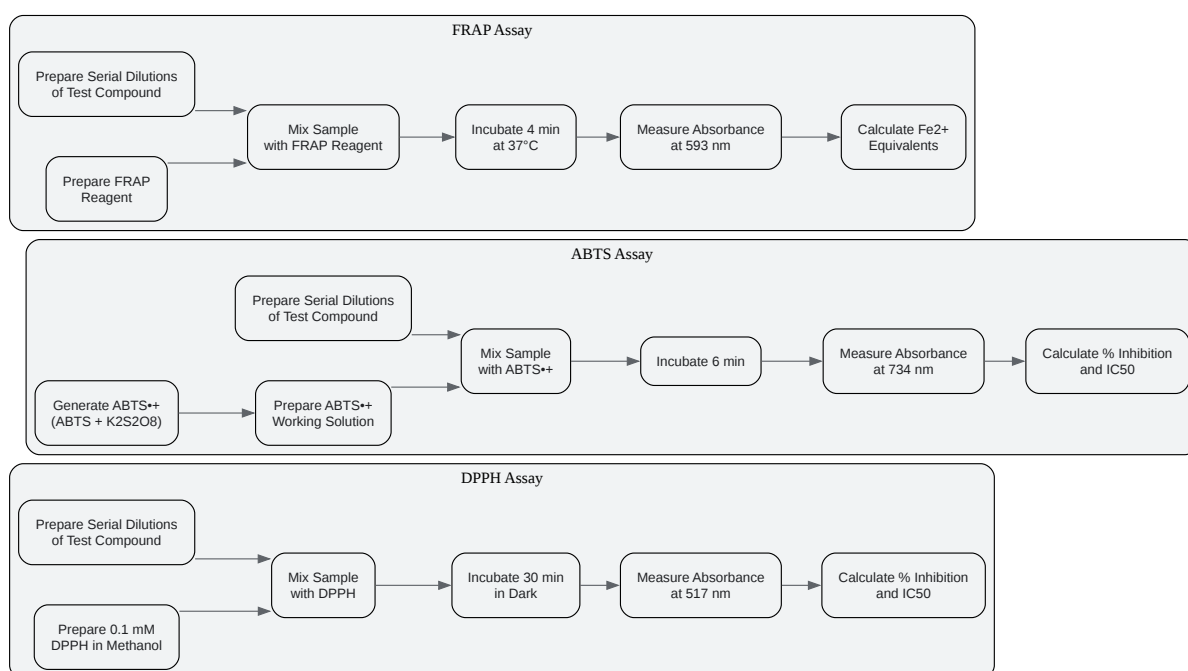 FRAP Assay
Prepare Serial Dilutions
of Test Compound
Prepare FRAP
Reagent
Mix Sample
with FRAP Reagent
Incubate 4 min
at 37°C
Measure Absorbance
at 593 nm
Calculate Fe2+
Equivalents
ABTS Assay
Prepare Serial Dilutions
of Test Compound
Generate ABTS•+
(ABTS + K2S2O8)
Prepare ABTS•+
Working Solution
Mix Sample
with ABTS•+
Incubate 6 min
Measure Absorbance
at 734 nm
Calculate % Inhibition
and IC50
DPPH Assay
Prepare Serial Dilutions
of Test Compound
Prepare 0.1 mM
DPPH in Methanol
Mix Sample
with DPPH
Incubate 30 min
in Dark
Measure Absorbance
at 517 nm
Calculate % Inhibition
and IC50